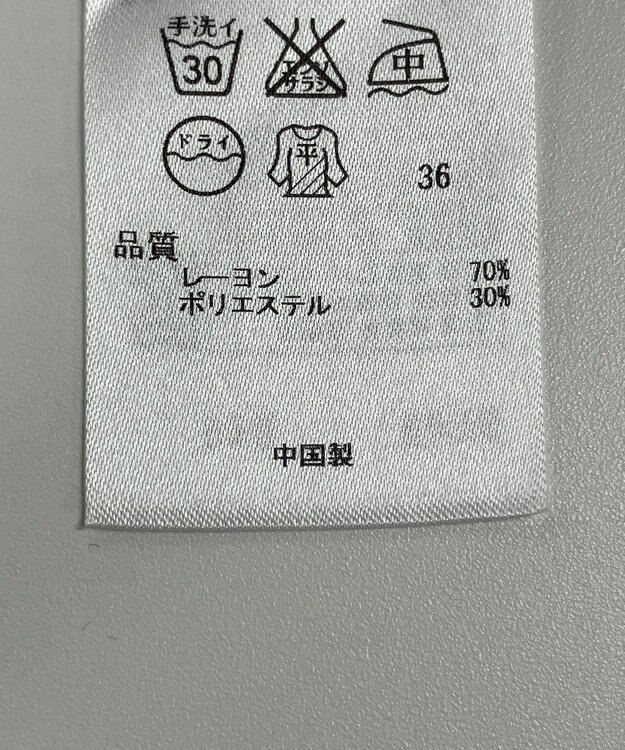 手洗イ
30
エンソ
サラシ
中
ドライ
平
36
品質
レーヨン 70%
ポリエステル 30%
中国製